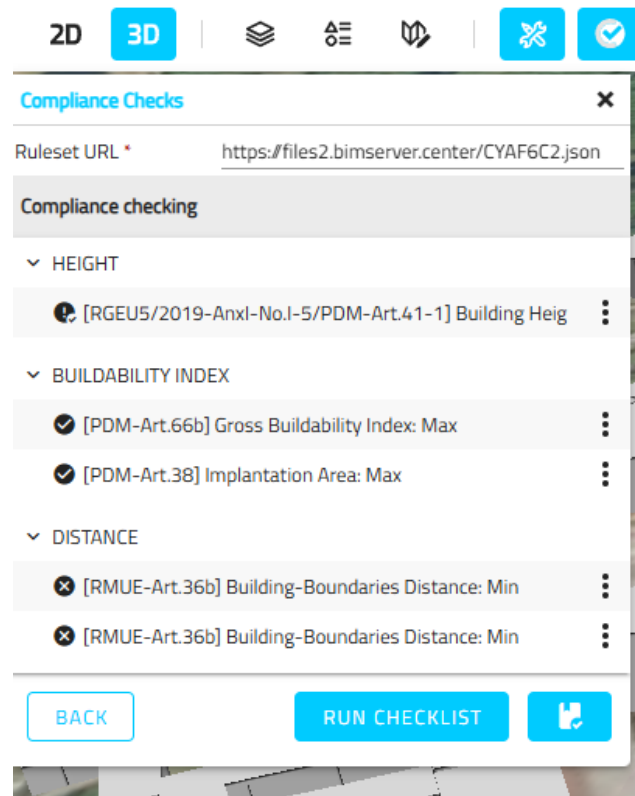 2D 3D
Compliance Checks
Ruleset URL * https://files2.bimserver.center/CYAF6C2.json
Compliance checking
HEIGHT
[RGEU5/2019-AnxI-No.I-5/PDM-Art.41-1] Building Heig
BUILDABILITY INDEX
[PDM-Art.66b] Gross Buildability Index: Max
[PDM-Art.38] Implantation Area: Max
DISTANCE
[RMUE-Art.36b] Building-Boundaries Distance: Min
[RMUE-Art.36b] Building-Boundaries Distance: Min
BACK RUN CHECKLIST